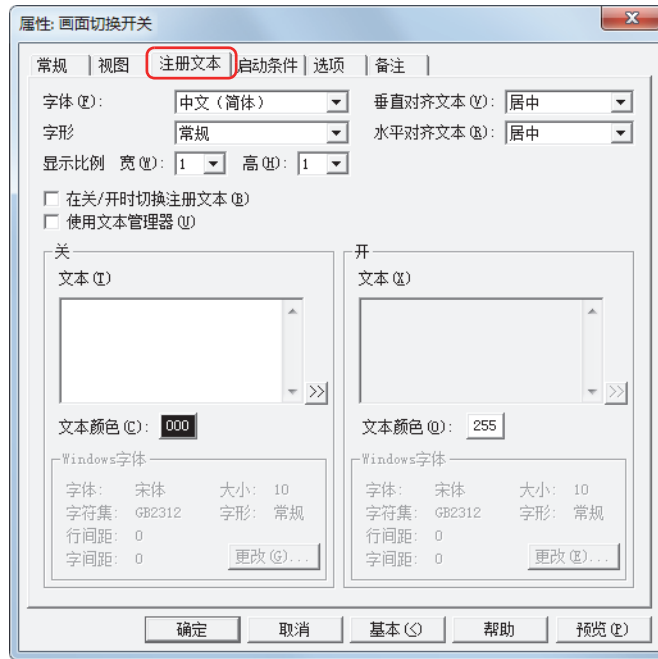 属性: 画面切换开关
常规 视图 注册文本 启动条件 选项 备注
字体(F): 中文（简体） 垂直对齐文本(V): 居中
字形 常规 水平对齐文本(R): 居中
显示比例 宽(W): 1 高(H): 1
在关/开时切换注册文本(B)
使用文本管理器(U)
关
文本(T)
>>
文本颜色(C): 000
Windows字体
字体: 宋体 大小: 10
字符集: GB2312 字形: 常规
行间距: 0
字间距: 0 更改(G)...
开
文本(X)
>>
文本颜色(O): 255
Windows字体
字体: 宋体 大小: 10
字符集: GB2312 字形: 常规
行间距: 0
字间距: 0 更改(E)...
确定 取消 基本(<) 帮助 预览(P)